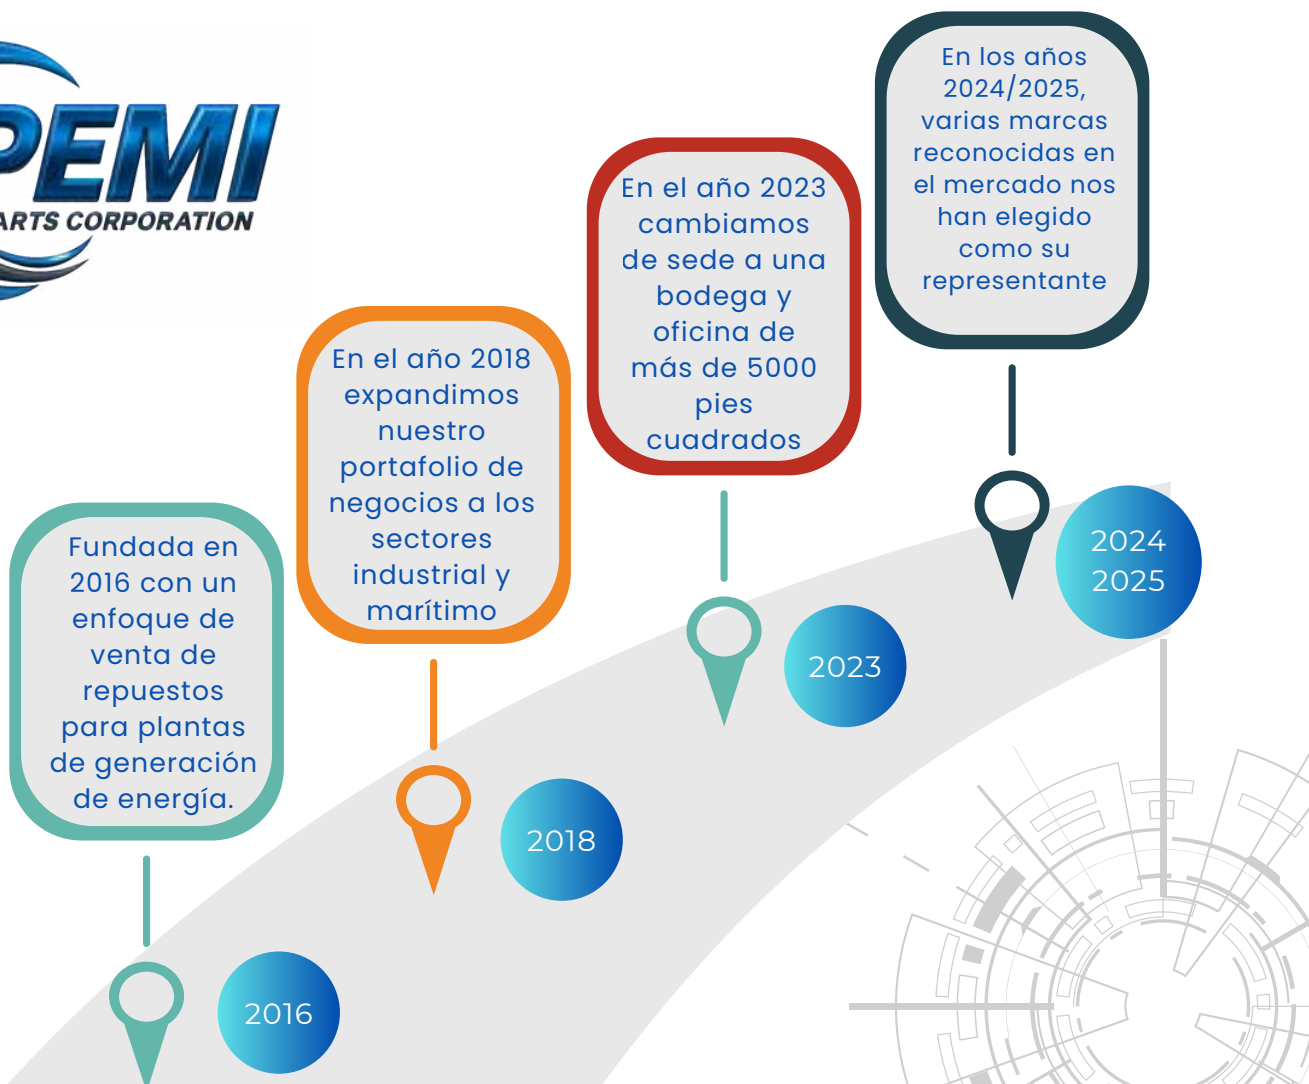 PEMI
ARTS CORPORATION
Fundada en
2016 con un
enfoque de
venta de
repuestos
para plantas
de generación
de energía.
2016
En el año 2018
expandimos
nuestro
portafolio de
negocios a los
sectores
industrial y
marítimo
2018
En el año 2023
cambiamos
de sede a una
bodega y
oficina de
más de 5000
pies
cuadrados
2023
En los años
2024/2025,
varias marcas
reconocidas en
el mercado nos
han elegido
como su
representante
2024
2025